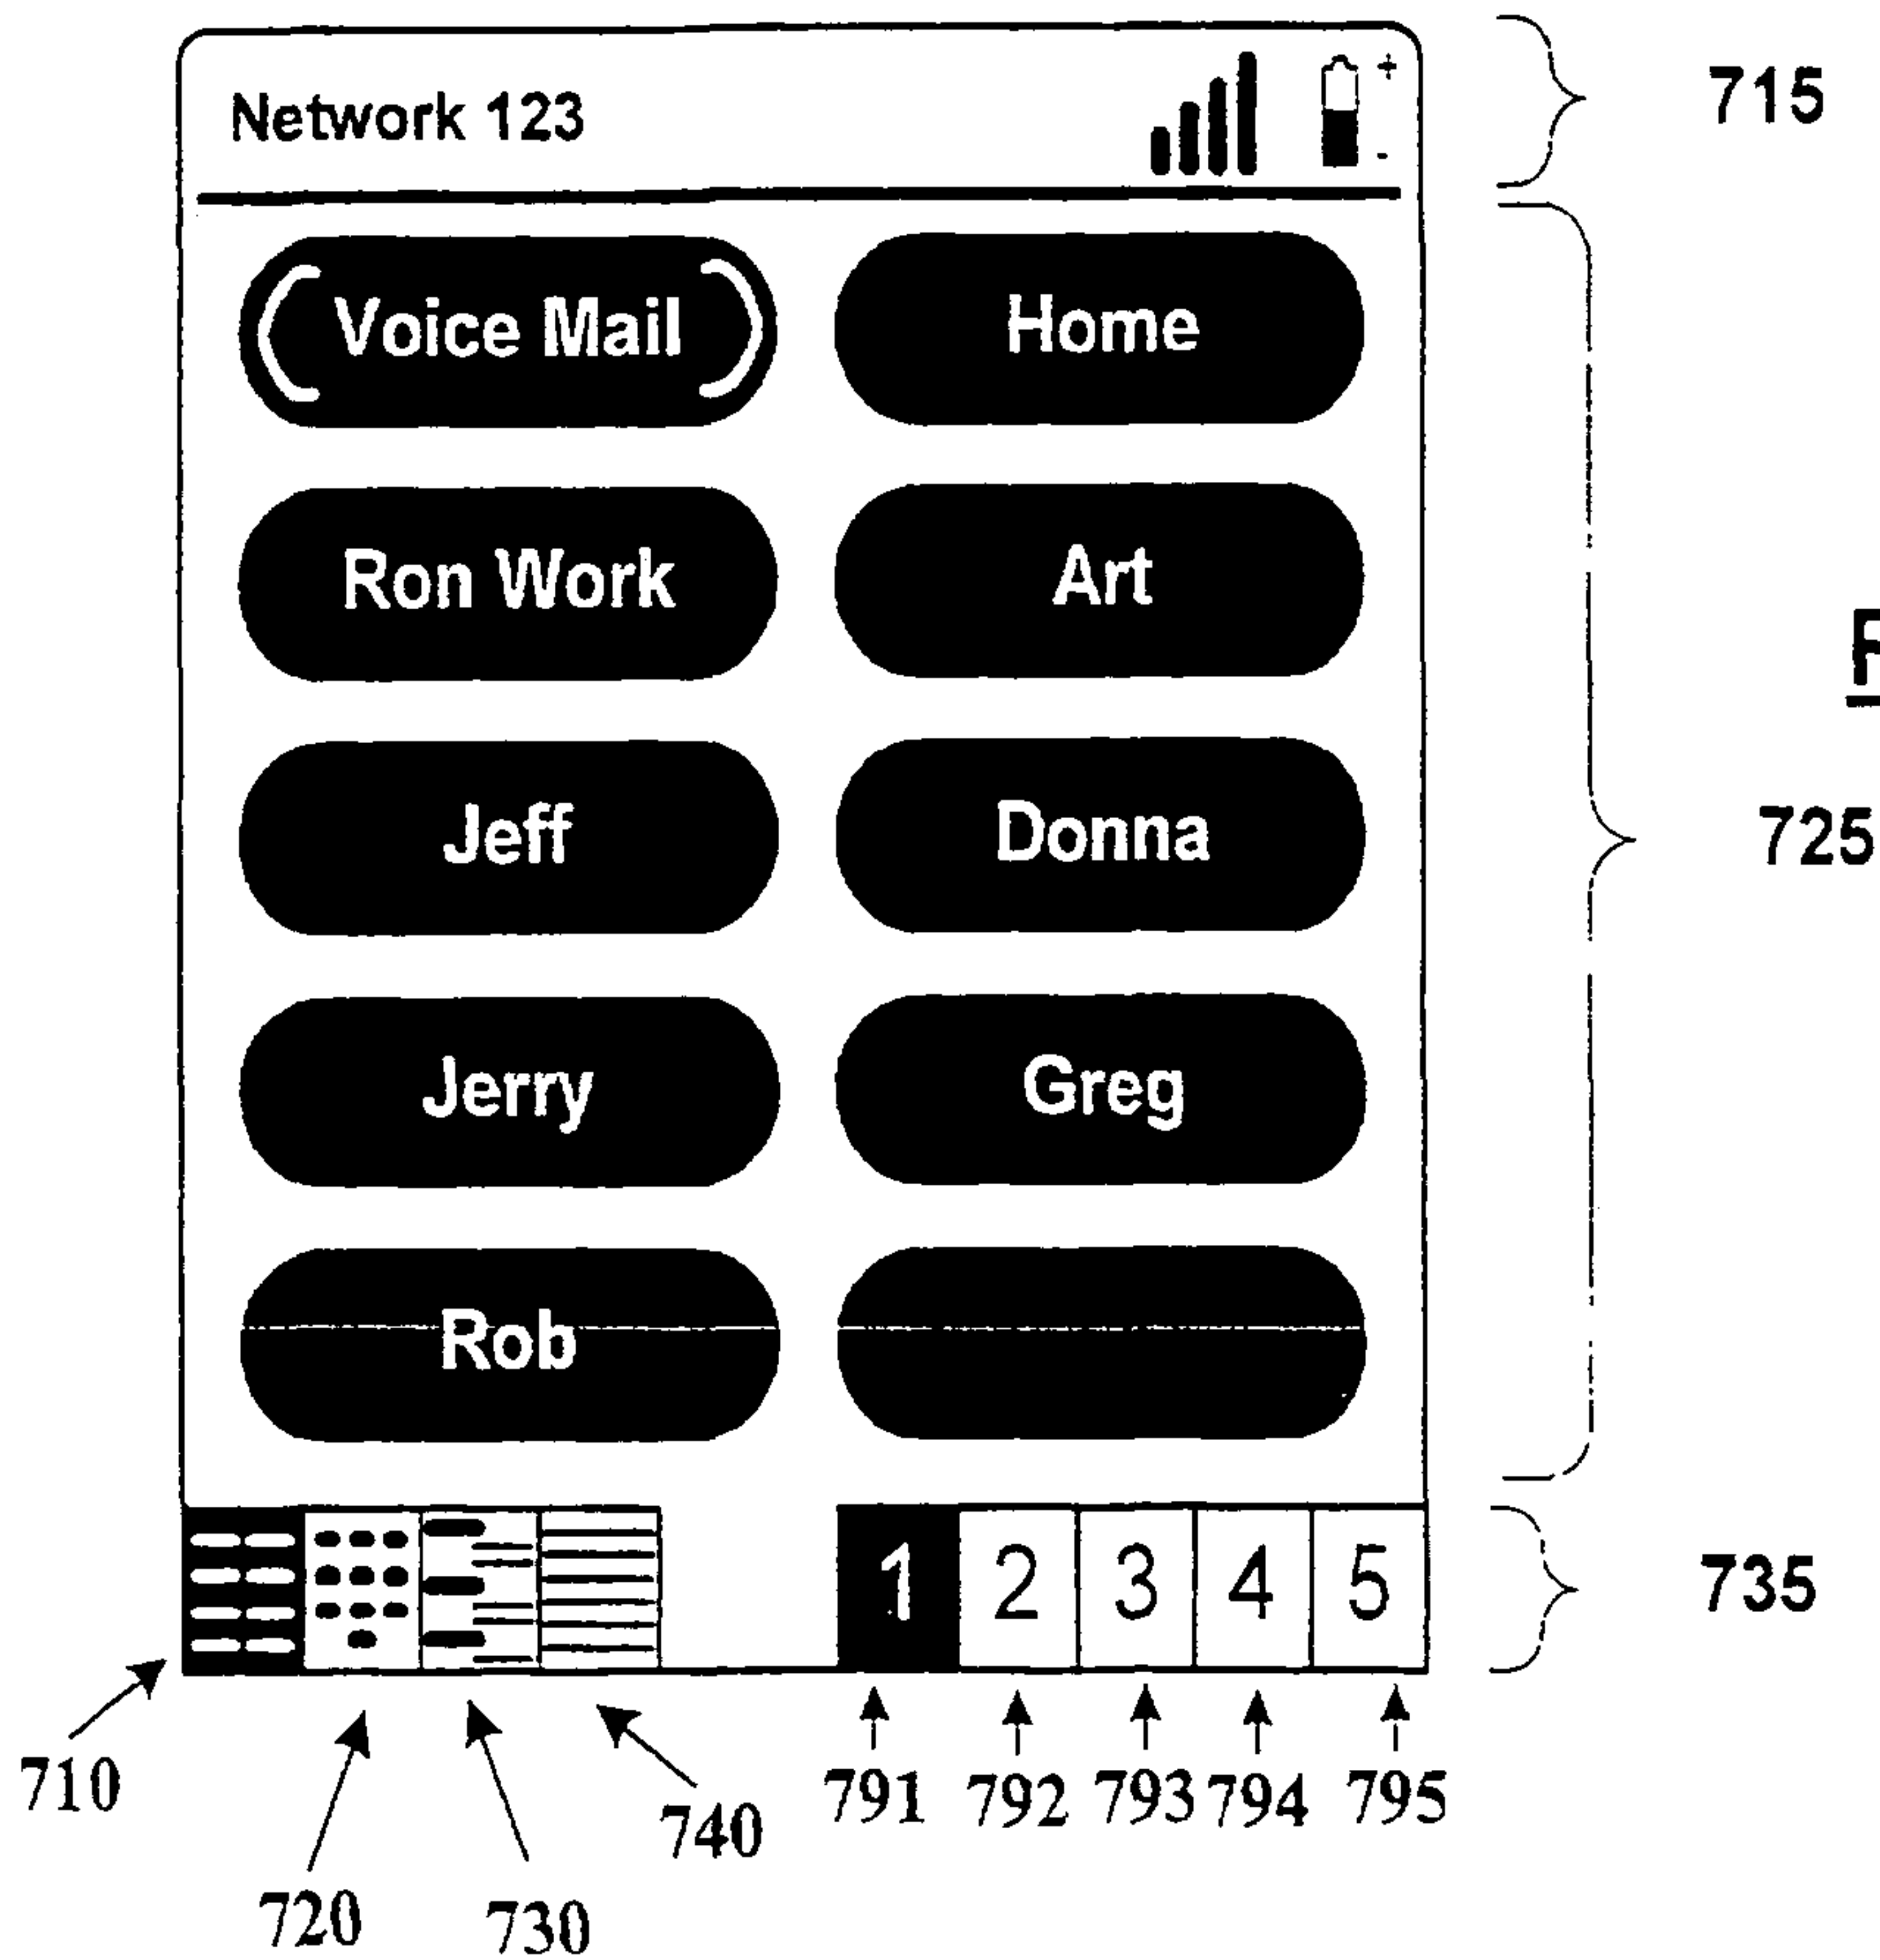 Network 123
+
-
715
Voice Mail Home
Ron Work Art
Jeff Donna
725
Jerry Greg
Rob
1 2 3 4 5
735
710
720
730
740
791 792 793 794 795